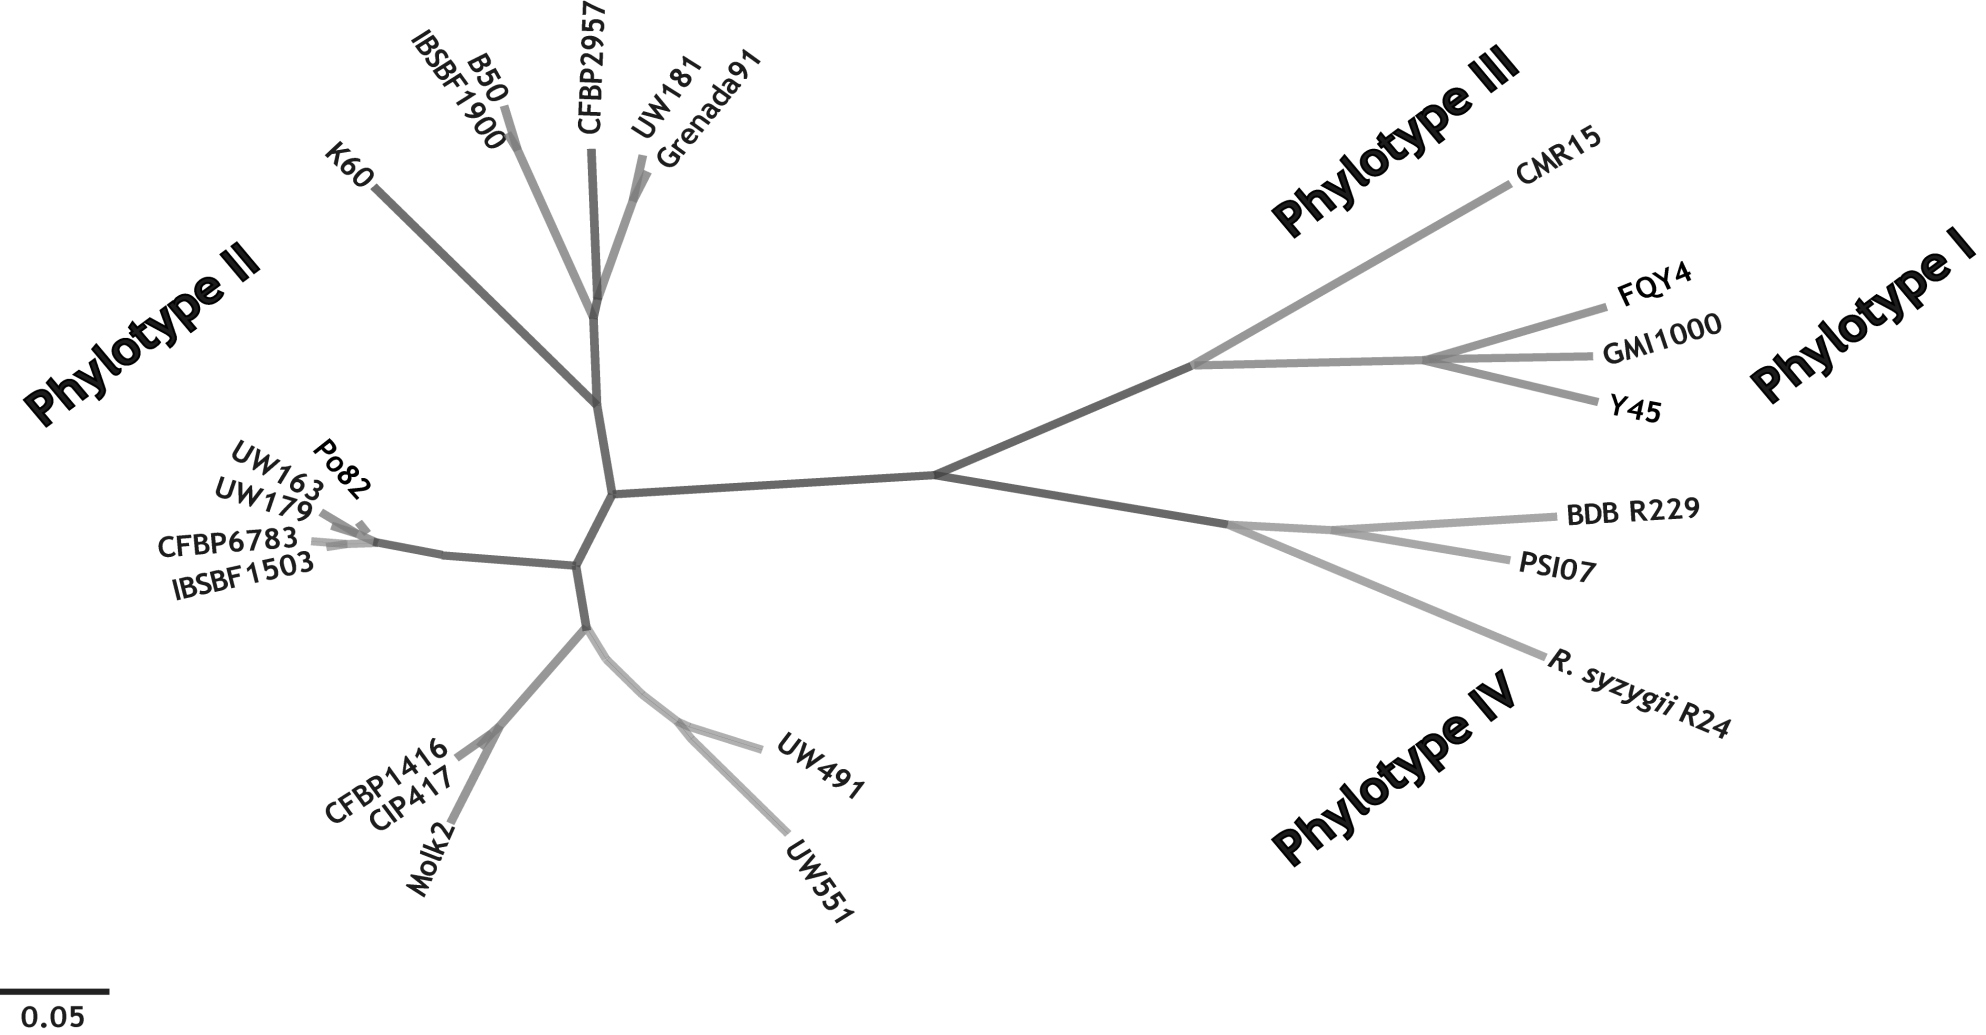 CFBP2957
IBSBF1900
B50
UW181
Grenada91
K60
Phylotype III
CMR15
Phylotype II
FQY4
GMI1000
Y45
Phylotype I
Po82
UW163
UW179
CFBP6783
IBSBF1503
BDB R229
PSI07
R. syzygii R24
Phylotype IV
CFBP1416
CIP417
Molk2
UW491
UW551
0.05